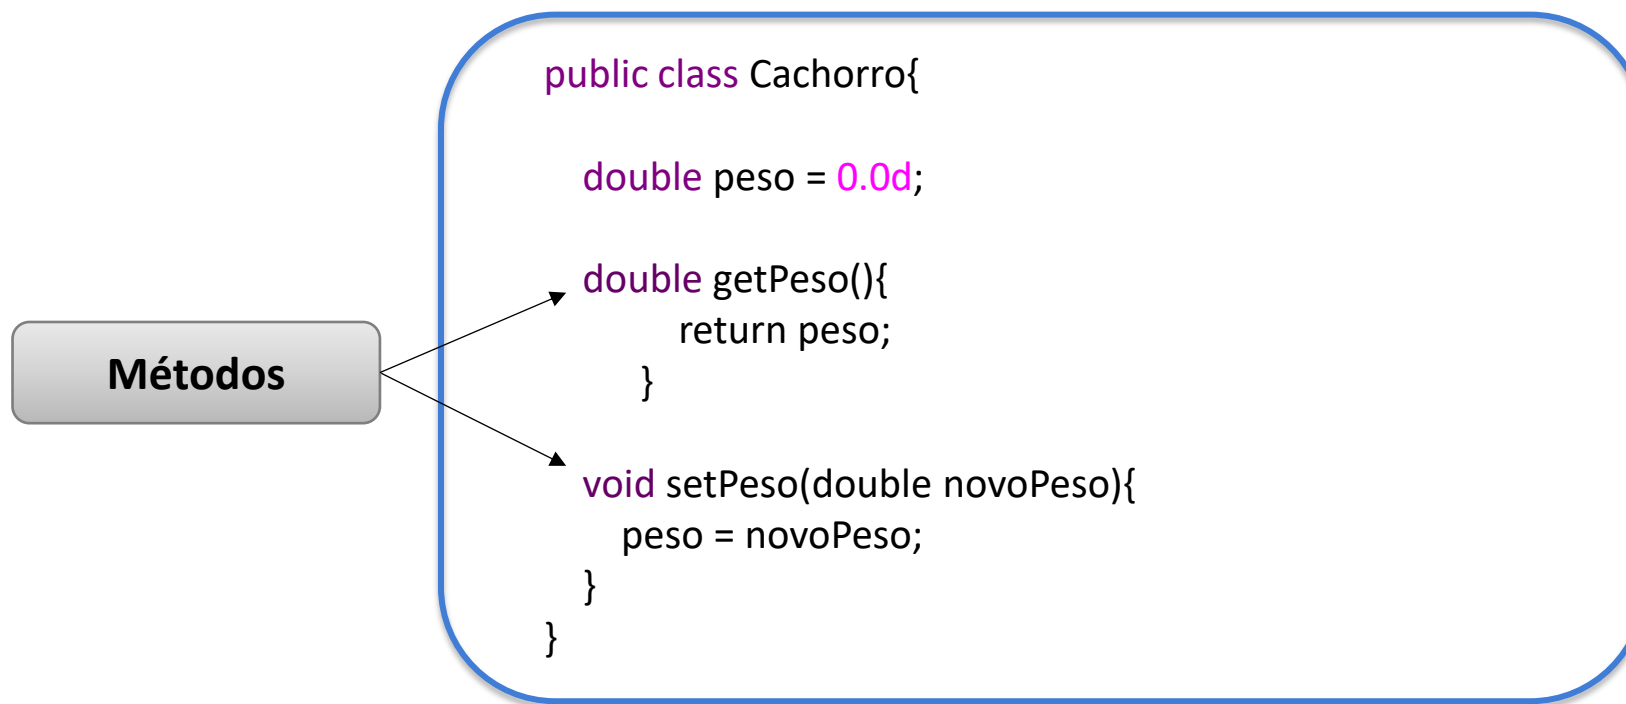 Métodos
public class Cachorro{
double peso = 0.0d;
double getPeso(){
return peso;
}
void setPeso(double novoPeso){
peso = novoPeso;
}
}